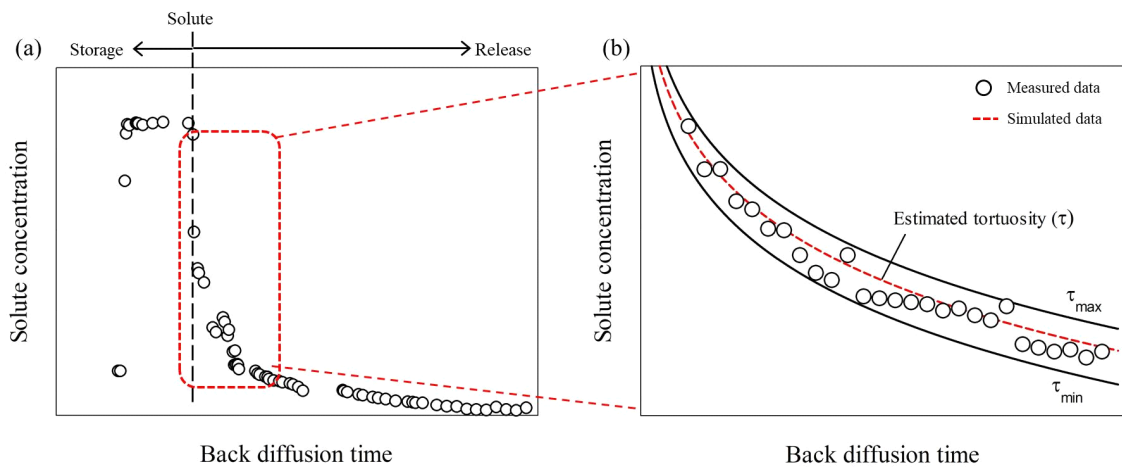 Solute
(a)
Storage
Release
(b)
Solute concentration
Back diffusion time
Measured data
Simulated data
Estimated tortuosity (τ)
τmax
τmin
Solute concentration
Back diffusion time